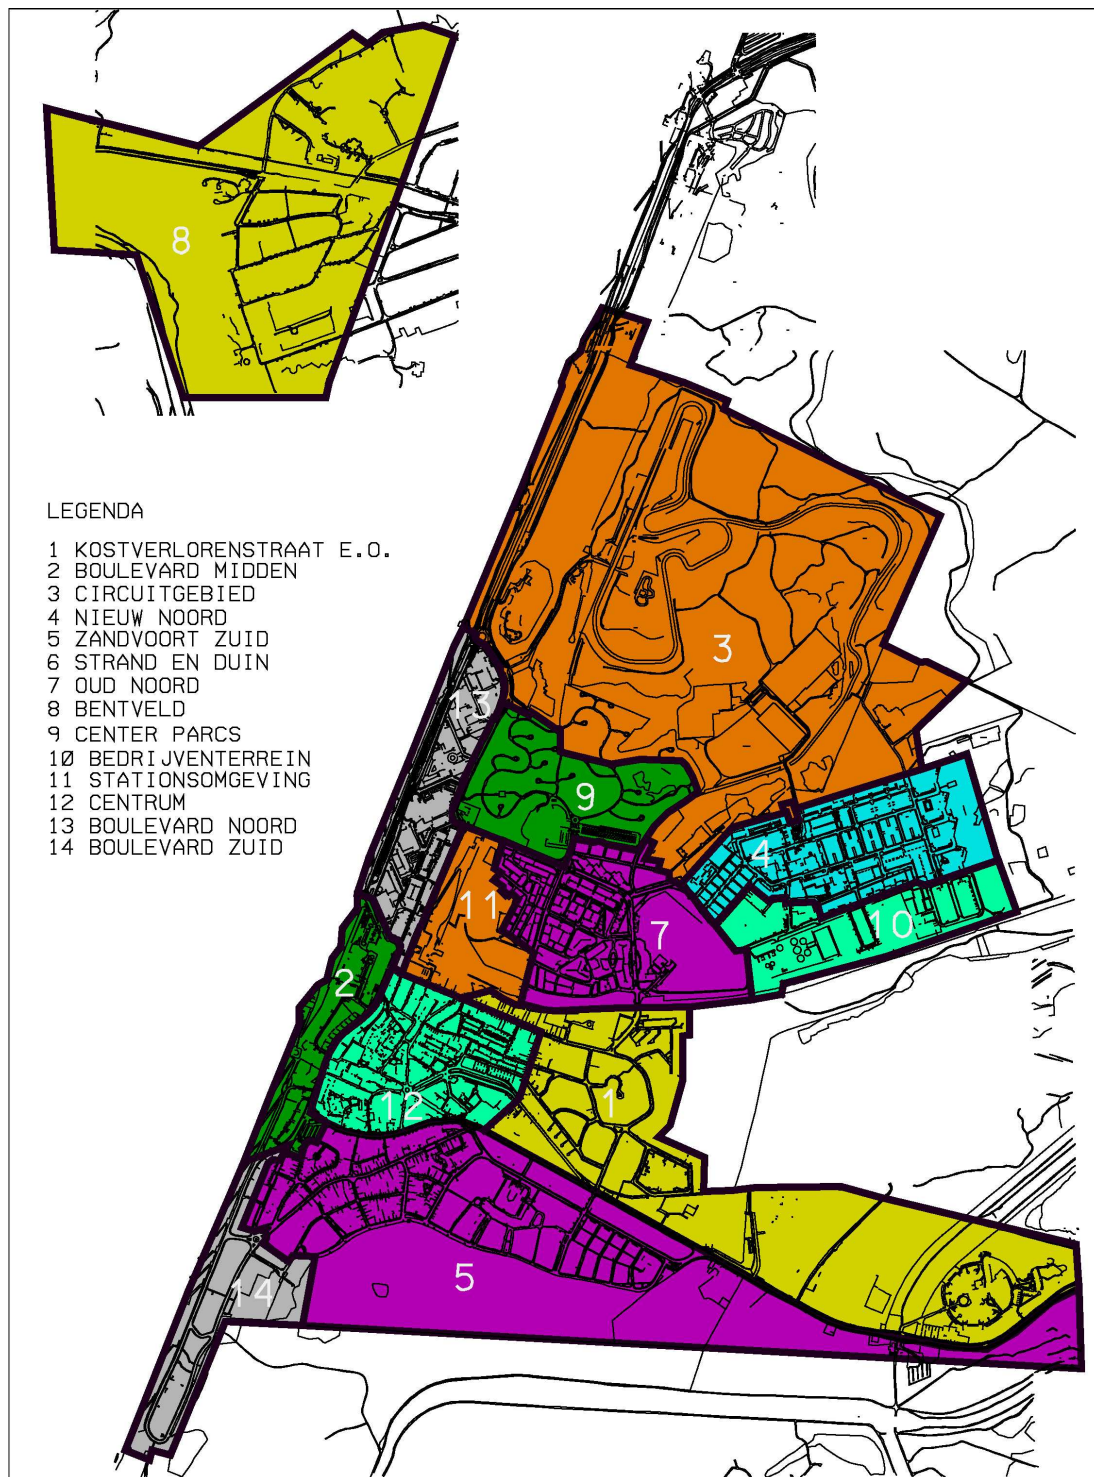 8
LEGENDA
1 KOSTVERLORENSTRAAT E.O.
2 BOULEVARD MIDDEN
3 CIRCUITGEBIED
4 NIEUW NOORD
5 ZANDVOORT ZUID
6 STRAND EN DUIN
7 OUD NOORD
8 BENTVELD
9 CENTER PARCS
10 BEDRIJVENTERREIN
11 STATIONSOMGEVING
12 CENTRUM
13 BOULEVARD NOORD
14 BOULEVARD ZUID
3
13
9
4
11
10
7
2
12
1
5
14